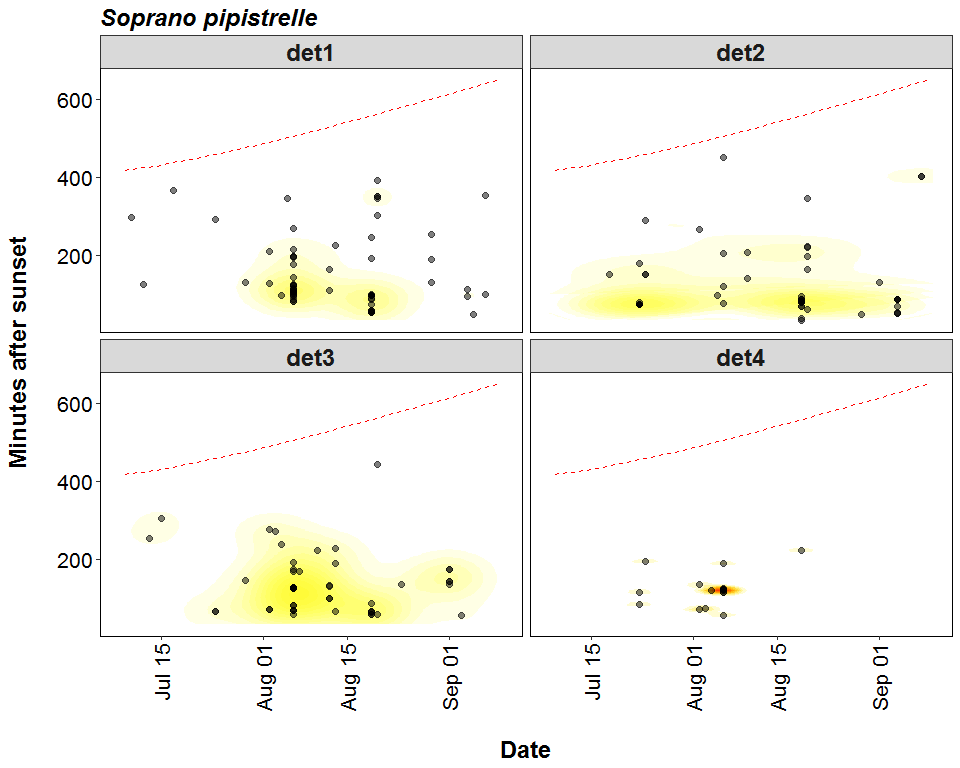 Soprano pipistrelle
det1
det2
600
400
200
det3
det4
600
400
200
Jul 15
Aug 01
Aug 15
Sep 01
Jul 15
Aug 01
Aug 15
Sep 01
Minutes after sunset
Date